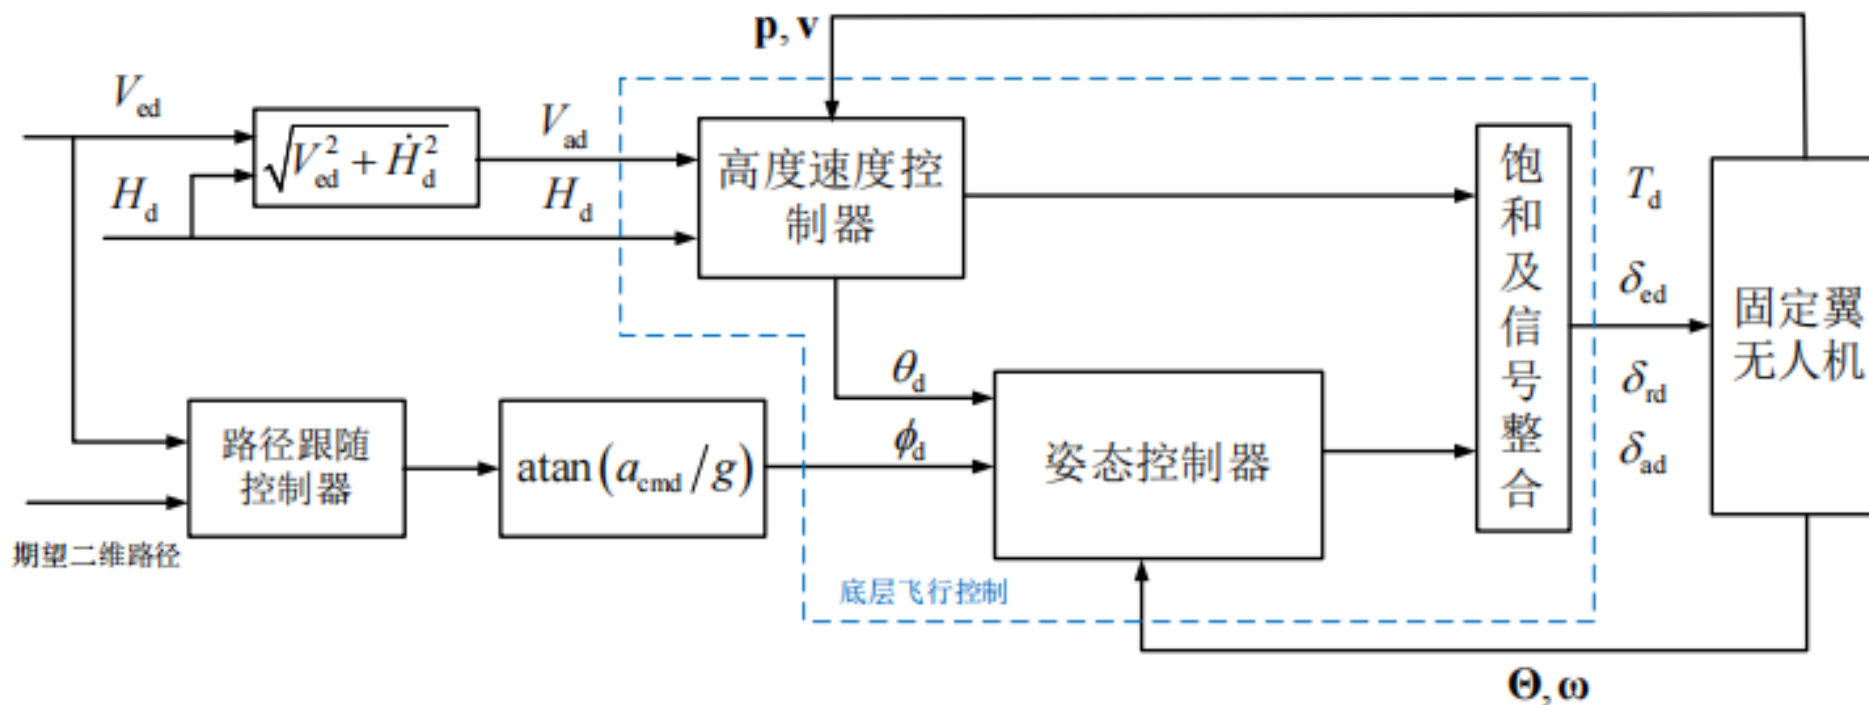 p, v
V_ed
√(V_ed² + Ḣ_d²)
V_ad
H_d
H_d
高度速度控
制器
饱和及信号整合
T_d
δ_ed
δ_rd
δ_ad
固定翼
无人机
θ_d
ϕ_d
路径跟随
控制器
atan(a_cmd/g)
姿态控制器
期望二维路径
底层飞行控制
Θ, ω